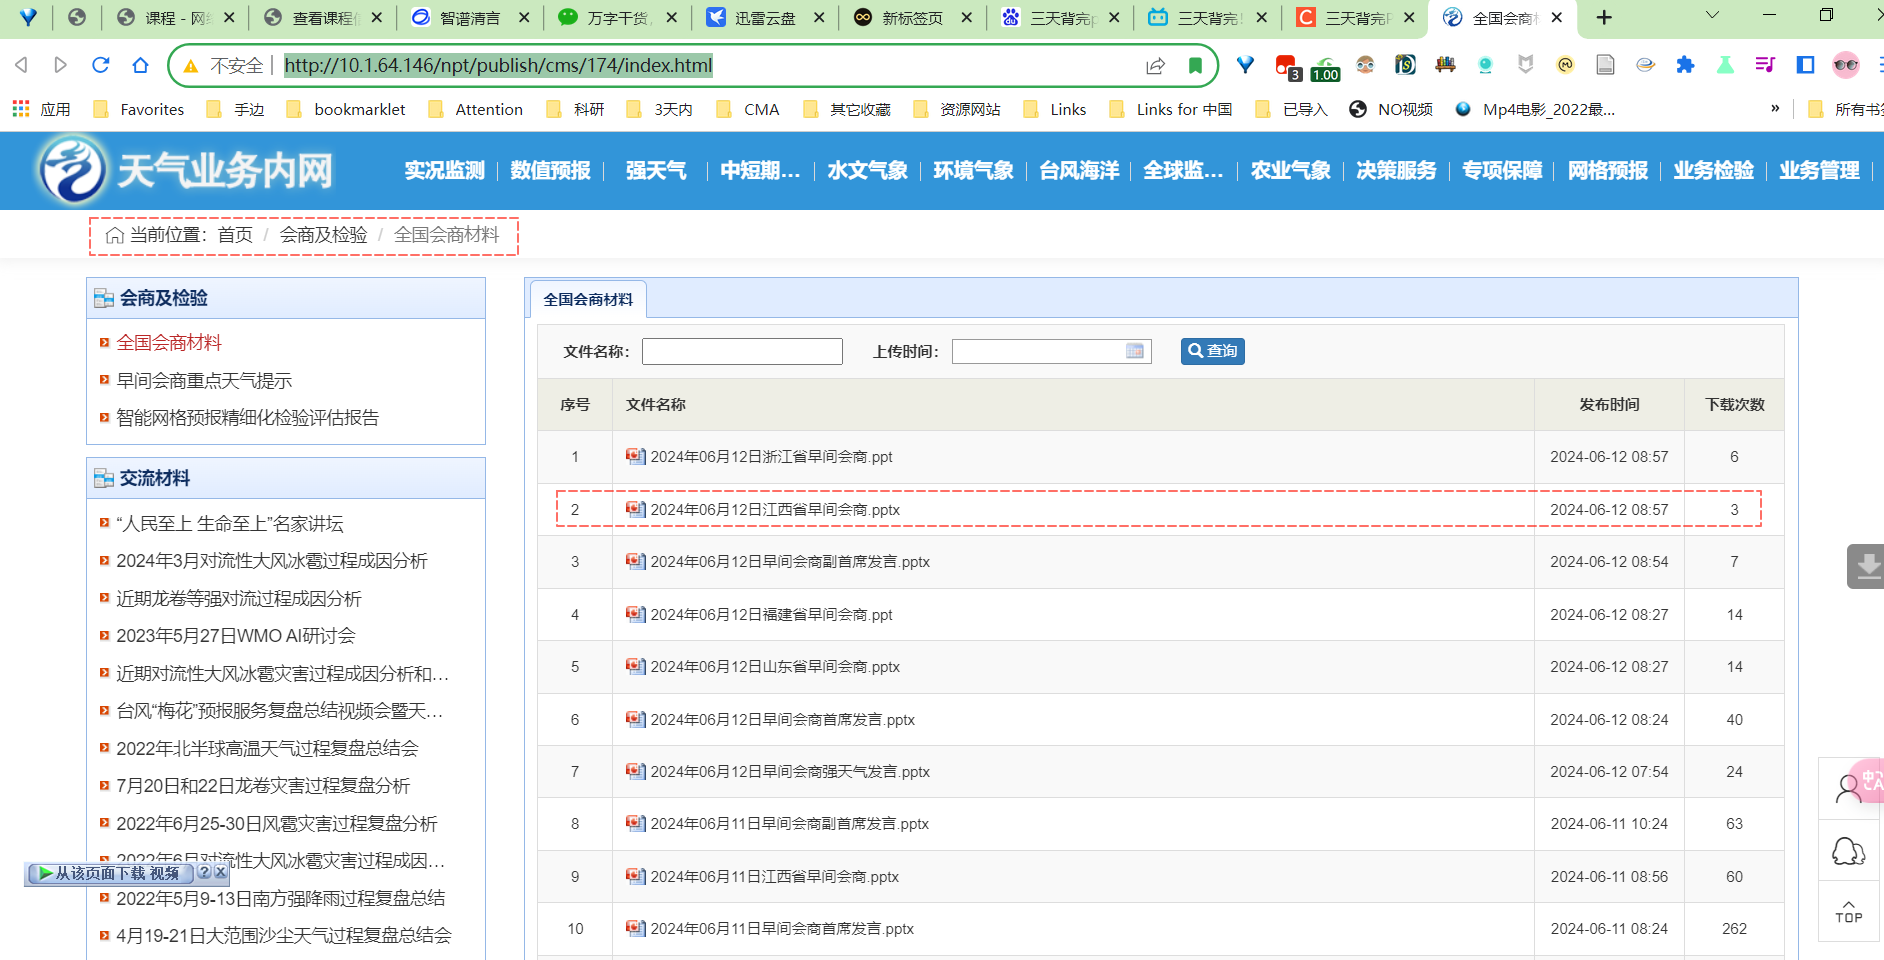 课程 - 网络
查看课程信
智谱清言
万字干货,
迅雷云盘
新标签页
三天背完p
三天背完!
三天背完P
全国会商材
不安全
http://10.1.64.146/npt/publish/cms/174/index.html
3
1.00
应用
Favorites
手边
bookmarklet
Attention
科研
3天内
CMA
其它收藏
资源网站
Links
Links for 中国
已导入
NO视频
Mp4电影_2022最...
»
所有书签
天气业务内网
实况监测
数值预报
强天气
中短期...
水文气象
环境气象
台风海洋
全球监...
农业气象
决策服务
专项保障
网格预报
业务检验
业务管理
当前位置：首页 / 会商及检验 / 全国会商材料
会商及检验
全国会商材料
早间会商重点天气提示
智能网格预报精细化检验评估报告
交流材料
“人民至上 生命至上”名家讲坛
2024年3月对流性大风冰雹过程成因分析
近期龙卷等强对流过程成因分析
2023年5月27日WMO AI研讨会
近期对流性大风冰雹灾害过程成因分析和...
台风“梅花”预报服务复盘总结视频会暨天...
2022年北半球高温天气过程复盘总结会
7月20日和22日龙卷灾害过程复盘分析
2022年6月25-30日风雹灾害过程复盘分析
2022年6月对流性大风冰雹灾害过程成因...
从该页面下载 视频
2022年5月9-13日南方强降雨过程复盘总结
4月19-21日大范围沙尘天气过程复盘总结会
全国会商材料
文件名称：
上传时间：
查询
序号 文件名称 发布时间 下载次数
1 2024年06月12日浙江省早间会商.ppt 2024-06-12 08:57 6
2 2024年06月12日江西省早间会商.pptx 2024-06-12 08:57 3
3 2024年06月12日早间会商副首席发言.pptx 2024-06-12 08:54 7
4 2024年06月12日福建省早间会商.ppt 2024-06-12 08:27 14
5 2024年06月12日山东省早间会商.pptx 2024-06-12 08:27 14
6 2024年06月12日早间会商首席发言.pptx 2024-06-12 08:24 40
7 2024年06月12日早间会商强天气发言.pptx 2024-06-12 07:54 24
8 2024年06月11日早间会商副首席发言.pptx 2024-06-11 10:24 63
9 2024年06月11日江西省早间会商.pptx 2024-06-11 08:56 60
10 2024年06月11日早间会商首席发言.pptx 2024-06-11 08:24 262
TOP